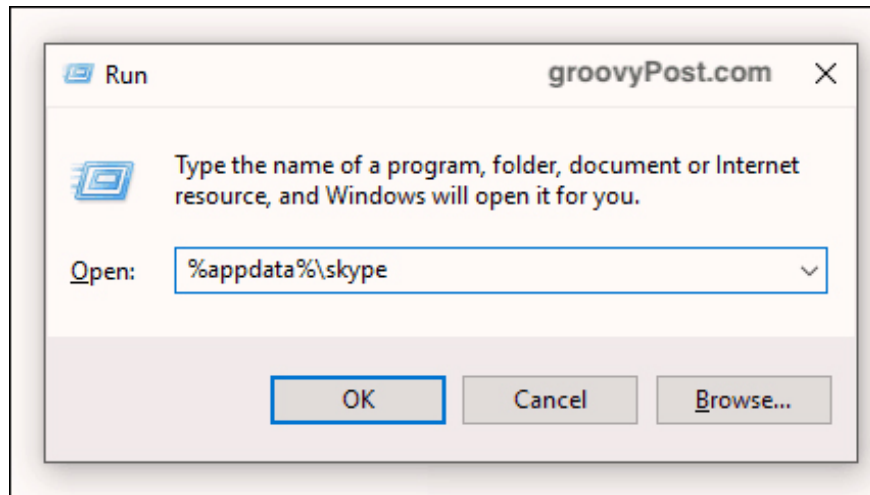 Run
groovyPost.com
Type the name of a program, folder, document or Internet
resource, and Windows will open it for you.
Open:
%appdata%\skype
OK
Cancel
Browse...